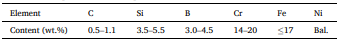 Element C Si B Cr Fe Ni
Content (wt.%) 0.5–1.1 3.5–5.5 3.0–4.5 14–20 ≤17 Bal.